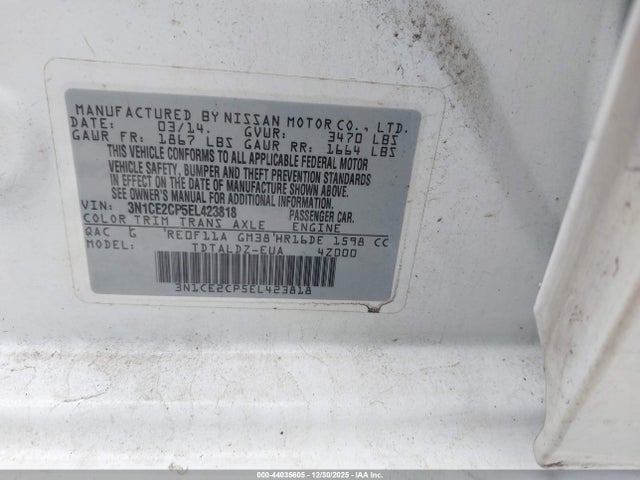 MANUFACTURED BY NISSAN MOTOR CO., LTD.
DATE: 03/14. GVWR: 3470 LBS
GAWR FR: 1867 LBS GAWR RR: 1664 LBS
THIS VEHICLE CONFORMS TO ALL APPLICABLE FEDERAL MOTOR
VEHICLE SAFETY, BUMPER AND THEFT PREVENTION STANDARDS
IN EFFECT ON THE DATE OF MANUFACTURE SHOWN ABOVE.
SEE OWNER'S MANUAL FOR ADDITIONAL INFORMATION.
VIN: 3N1CE2CP5EL423818 PASSENGER CAR.
COLOR TRIM TRANS AXLE ENGINE
QAC G RE0F11A GM38 HR16DE 1598 CC
MODEL: TDTALDZ-EUA 4Z000
3N1CE2CP5EL423818
000-44035605 - 12/30/2025 - IAA Inc.